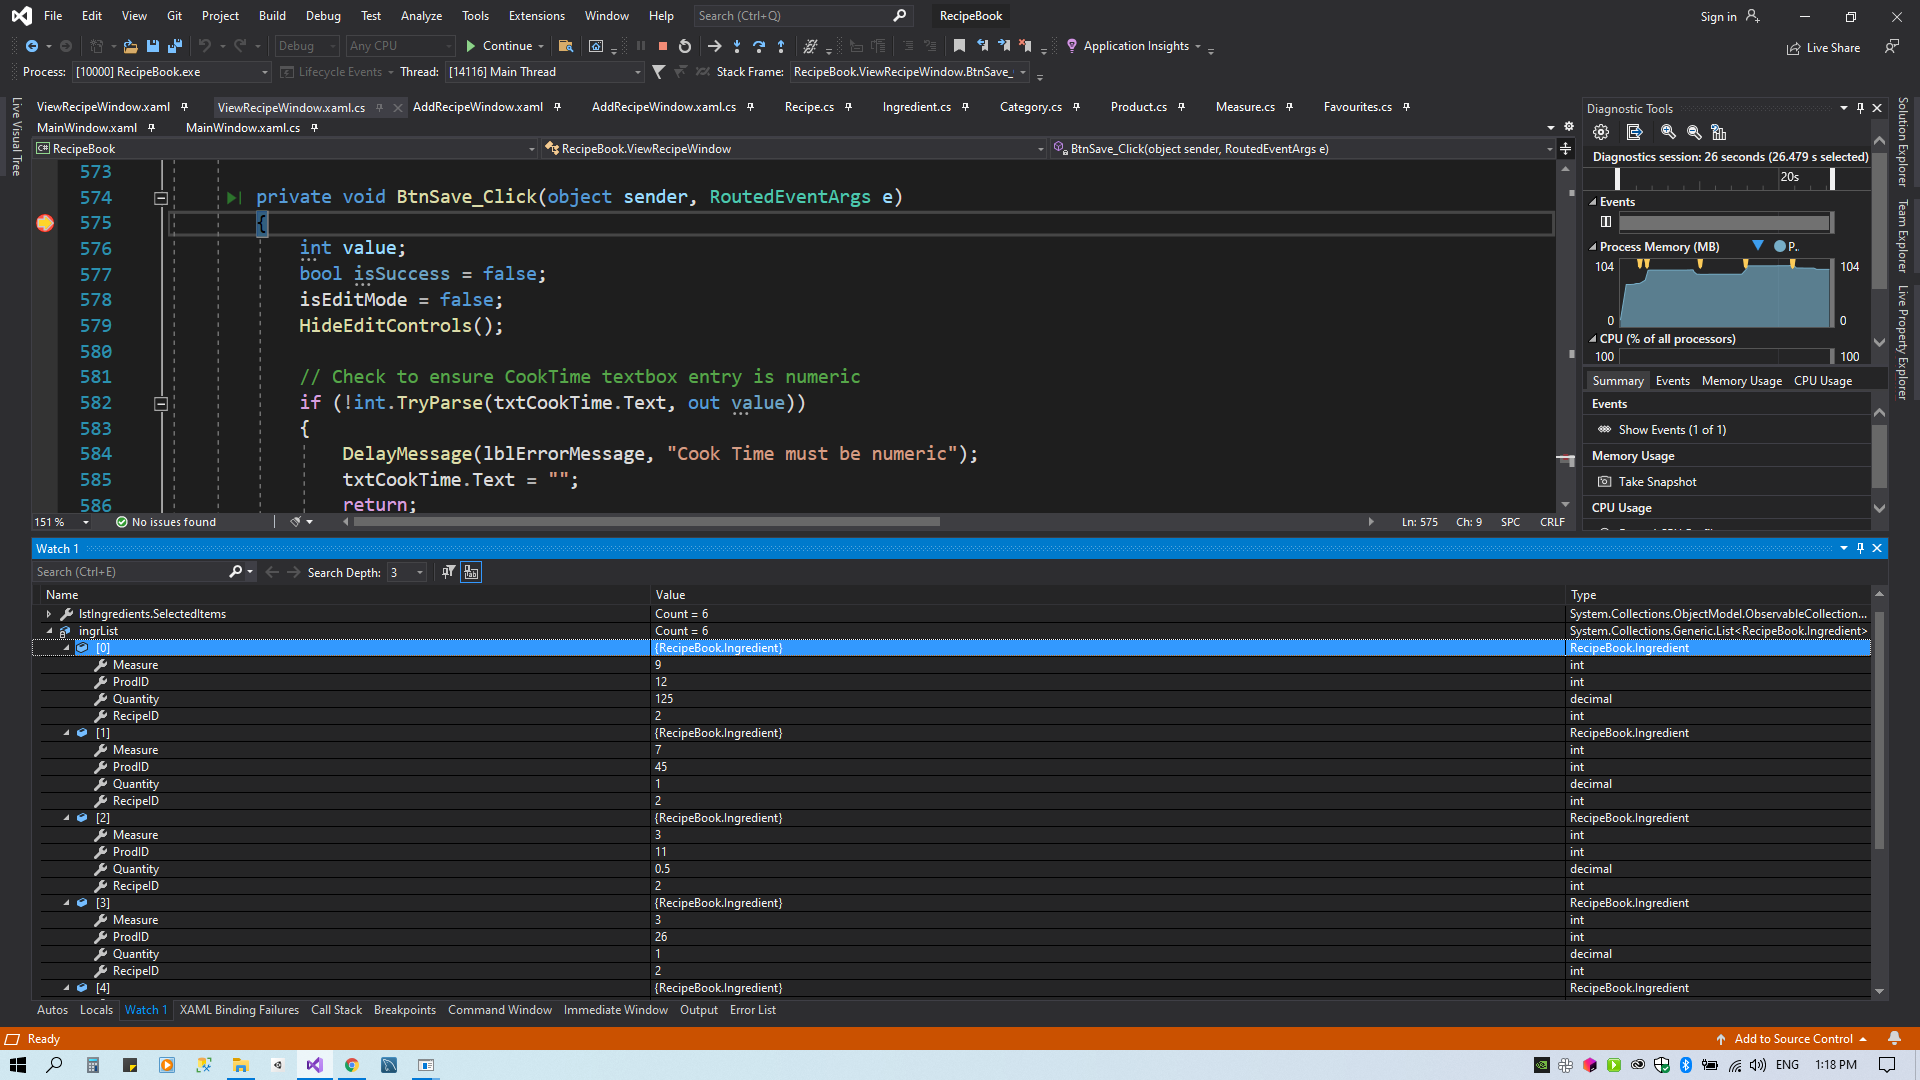 File Edit View Git Project Build Debug Test Analyze Tools Extensions Window Help Search (Ctrl+Q) RecipeBook Sign in
Debug Any CPU Continue Application Insights Live Share
Process: [10000] RecipeBook.exe Lifecycle Events Thread: [14116] Main Thread Stack Frame: RecipeBook.ViewRecipeWindow.BtnSave_
Live Visual Tree
ViewRecipeWindow.xaml ViewRecipeWindow.xaml.cs AddRecipeWindow.xaml AddRecipeWindow.xaml.cs Recipe.cs Ingredient.cs Category.cs Product.cs Measure.cs Favourites.cs
MainWindow.xaml MainWindow.xaml.cs
C# RecipeBook RecipeBook.ViewRecipeWindow BtnSave_Click(object sender, RoutedEventArgs e)
573
574 private void BtnSave_Click(object sender, RoutedEventArgs e)
575 {
576 int value;
577 bool isSuccess = false;
578 isEditMode = false;
579 HideEditControls();
580
581 // Check to ensure CookTime textbox entry is numeric
582 if (!int.TryParse(txtCookTime.Text, out value))
583 {
584 DelayMessage(lblErrorMessage, "Cook Time must be numeric");
585 txtCookTime.Text = "";
586 return;
151 % No issues found Ln: 575 Ch: 9 SPC CRLF
Diagnostic Tools
Diagnostics session: 26 seconds (26.479 s selected)
20s
Events
Process Memory (MB) P..
104 104
0 0
CPU (% of all processors)
100 100
Summary Events Memory Usage CPU Usage
Events
Show Events (1 of 1)
Memory Usage
Take Snapshot
CPU Usage
Solution Explorer
Team Explorer
Live Property Explorer
Watch 1
Search (Ctrl+E) Search Depth: 3
Name Value Type
lstIngredients.SelectedItems Count = 6 System.Collections.ObjectModel.ObservableCollection...
ingrList Count = 6 System.Collections.Generic.List<RecipeBook.Ingredient>
[0] {RecipeBook.Ingredient} RecipeBook.Ingredient
Measure 9 int
ProdID 12 int
Quantity 125 decimal
RecipeID 2 int
[1] {RecipeBook.Ingredient} RecipeBook.Ingredient
Measure 7 int
ProdID 45 int
Quantity 1 decimal
RecipeID 2 int
[2] {RecipeBook.Ingredient} RecipeBook.Ingredient
Measure 3 int
ProdID 11 int
Quantity 0.5 decimal
RecipeID 2 int
[3] {RecipeBook.Ingredient} RecipeBook.Ingredient
Measure 3 int
ProdID 26 int
Quantity 1 decimal
RecipeID 2 int
[4] {RecipeBook.Ingredient} RecipeBook.Ingredient
Autos Locals Watch 1 XAML Binding Failures Call Stack Breakpoints Command Window Immediate Window Output Error List
Ready Add to Source Control
ENG 1:18 PM